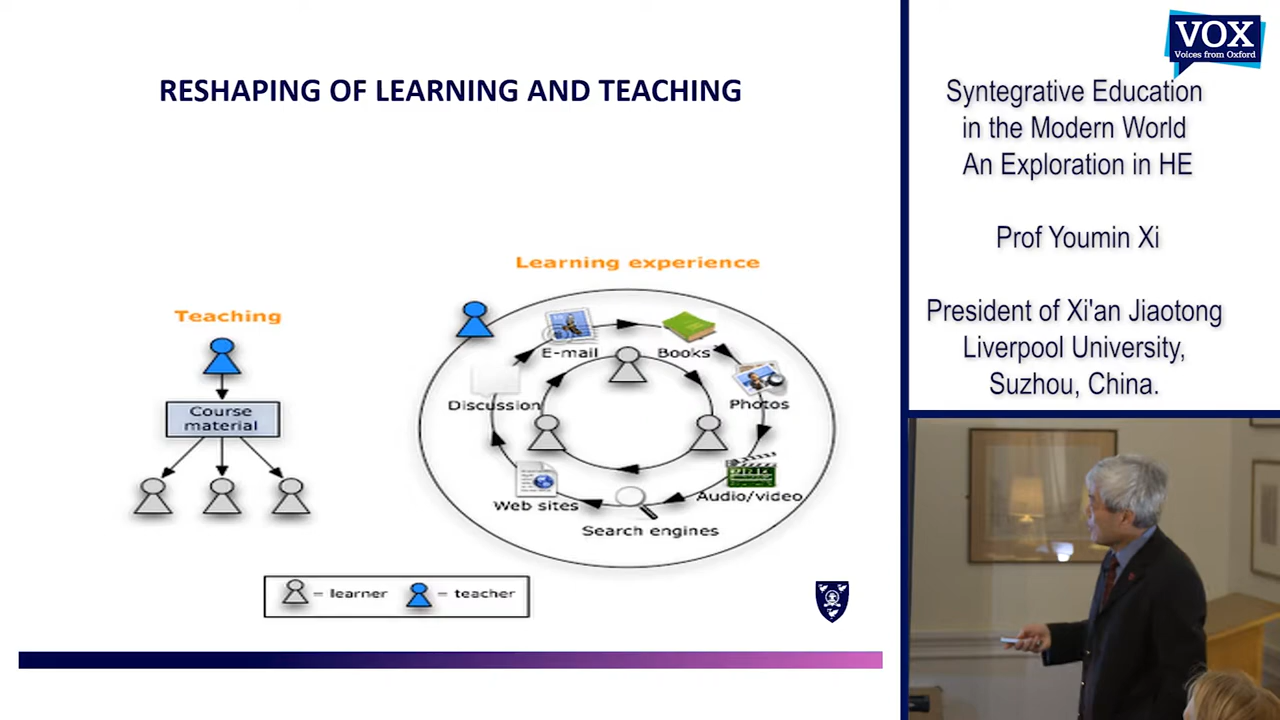 RESHAPING OF LEARNING AND TEACHING
Teaching
Course
material
Learning experience
E-mail
Books
Photos
Audio/video
Search engines
Web sites
Discussion
= learner
= teacher
VOX
Voices from Oxford
Syntegrative Education
in the Modern World
An Exploration in HE
Prof Youmin Xi
President of Xi'an Jiaotong
Liverpool University,
Suzhou, China.